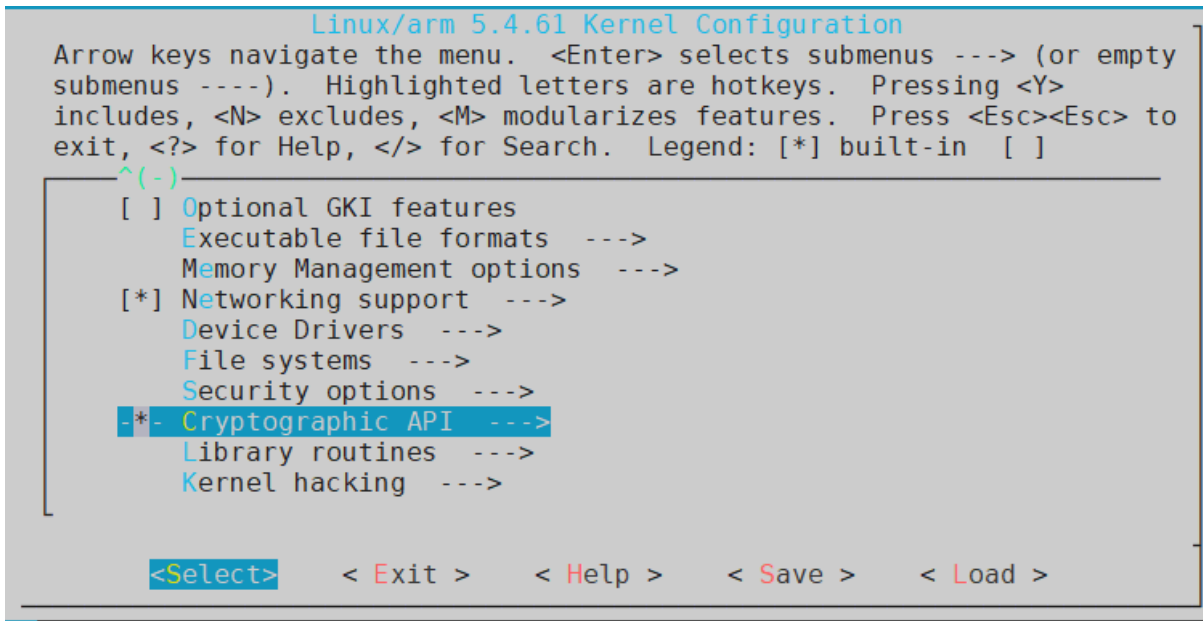 Linux/arm 5.4.61 Kernel Configuration
Arrow keys navigate the menu.  <Enter> selects submenus ---> (or empty
submenus ----).  Highlighted letters are hotkeys.  Pressing <Y>
includes, <N> excludes, <M> modularizes features.  Press <Esc><Esc> to
exit, <?> for Help, </> for Search.  Legend: [*] built-in  [ ]
^(-)
[ ] Optional GKI features
Executable file formats  --->
Memory Management options  --->
[*] Networking support  --->
Device Drivers  --->
File systems  --->
Security options  --->
-*- Cryptographic API  --->
Library routines  --->
Kernel hacking  --->
<Select>    < Exit >    < Help >    < Save >    < Load >